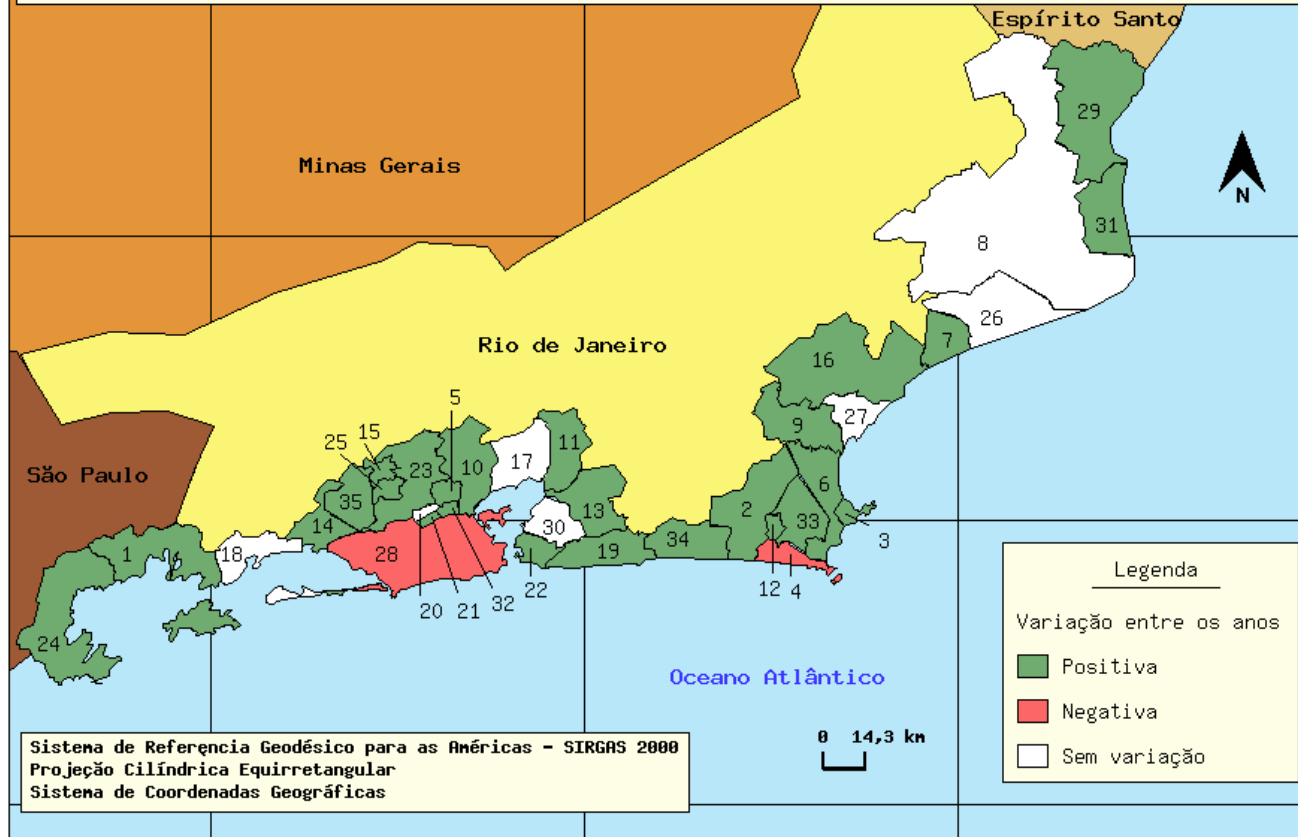 Espírito Santo
29
Minas Gerais
N
31
8
26
7
Rio de Janeiro
16
5
27
15
9
25
11
17
23
10
São Paulo
6
35
2
13
14
30
33
34
3
1
18
28
19
22
12
4
20
21
32
24
Legenda
Variação entre os anos
Positiva
Negativa
Sem variação
Oceano Atlântico
0 14,3 km
Sistema de Referęncia Geodésico para as Américas - SIRGAS 2000
Projeção Cilíndrica Equirretangular
Sistema de Coordenadas Geográficas